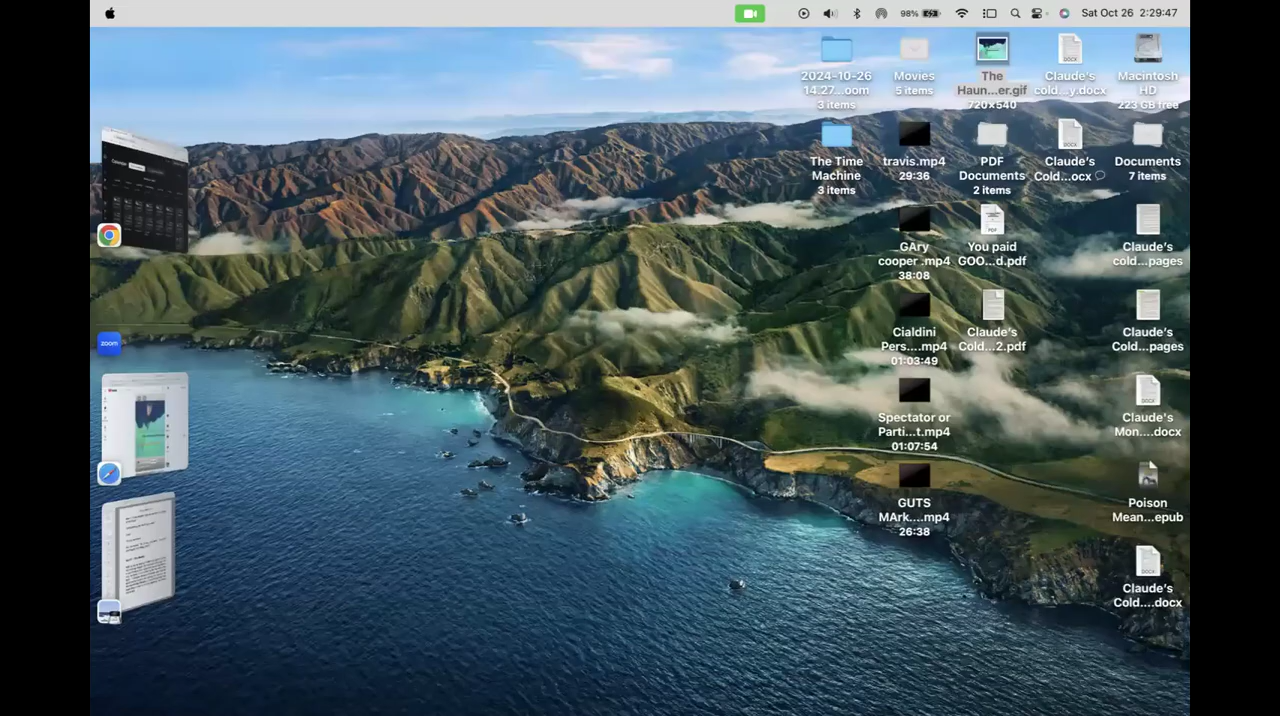 98%
Sat Oct 26 2:29:47
2024-10-26
14.27...oom
3 items
Movies
5 items
The
Haun...er.gif
720×540
Claude's
cold...y.docx
Macintosh
HD
223 GB free
The Time
Machine
3 items
travis.mp4
29:36
PDF
Documents
2 items
Claude's
Cold...ocx
Documents
7 items
GAry
cooper .mp4
38:08
You paid
GOO...d.pdf
Claude's
cold...pages
Cialdini
Pers....mp4
01:03:49
Claude's
Cold...2.pdf
Claude's
Cold...pages
Spectator or
Parti...t.mp4
01:07:54
Claude's
Mon....docx
GUTS
MArk....mp4
26:38
Poison
Mean...epub
Claude's
Cold....docx
zoom
DOCX
DOCX
PDF
DOCX
DOCX